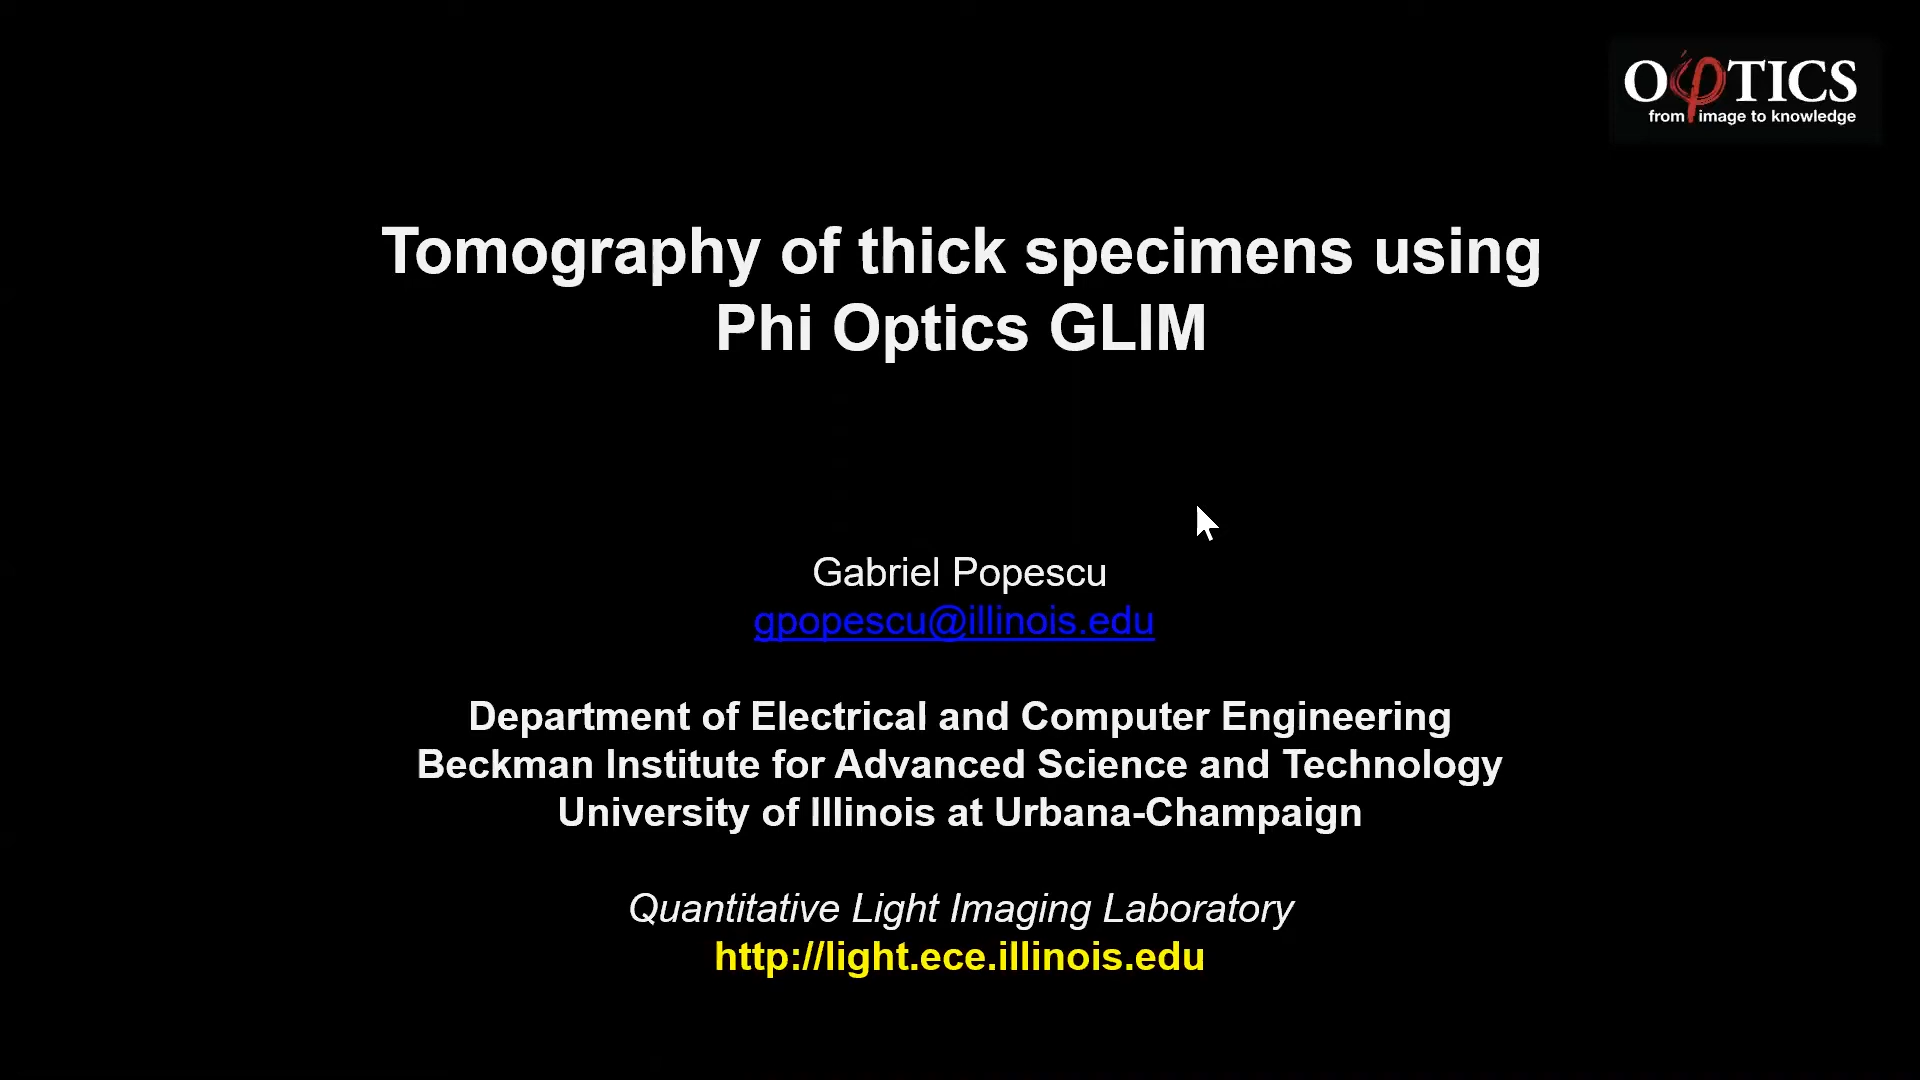 OφTICS
from image to knowledge
Tomography of thick specimens using
Phi Optics GLIM
Gabriel Popescu
gpopescu@illinois.edu
Department of Electrical and Computer Engineering
Beckman Institute for Advanced Science and Technology
University of Illinois at Urbana-Champaign
Quantitative Light Imaging Laboratory
http://light.ece.illinois.edu